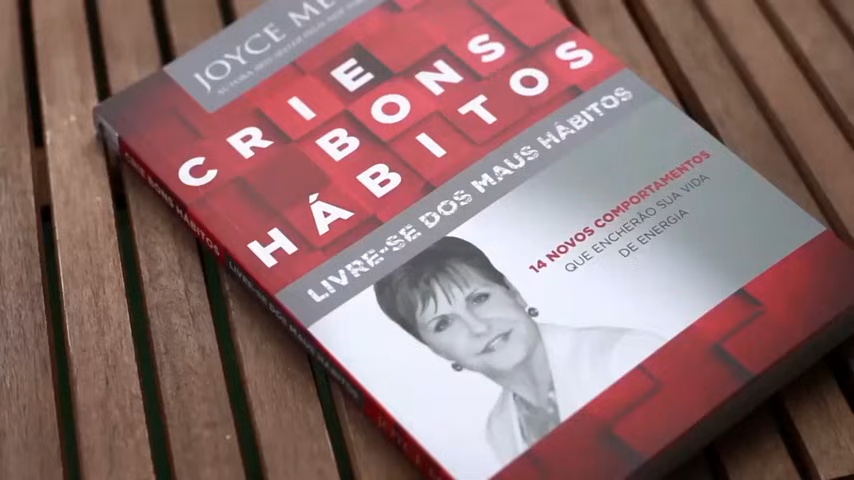 JOYCE ME
CRIE
BONS
HÁBITOS
LIVRE-SE DOS MAUS HÁBITOS
14 NOVOS COMPORTAMENTOS
QUE ENCHERÃO SUA VIDA
DE ENERGIA
CRIE BONS HÁBITOS
LIVRE-SE DOS MAUS HÁBITOS